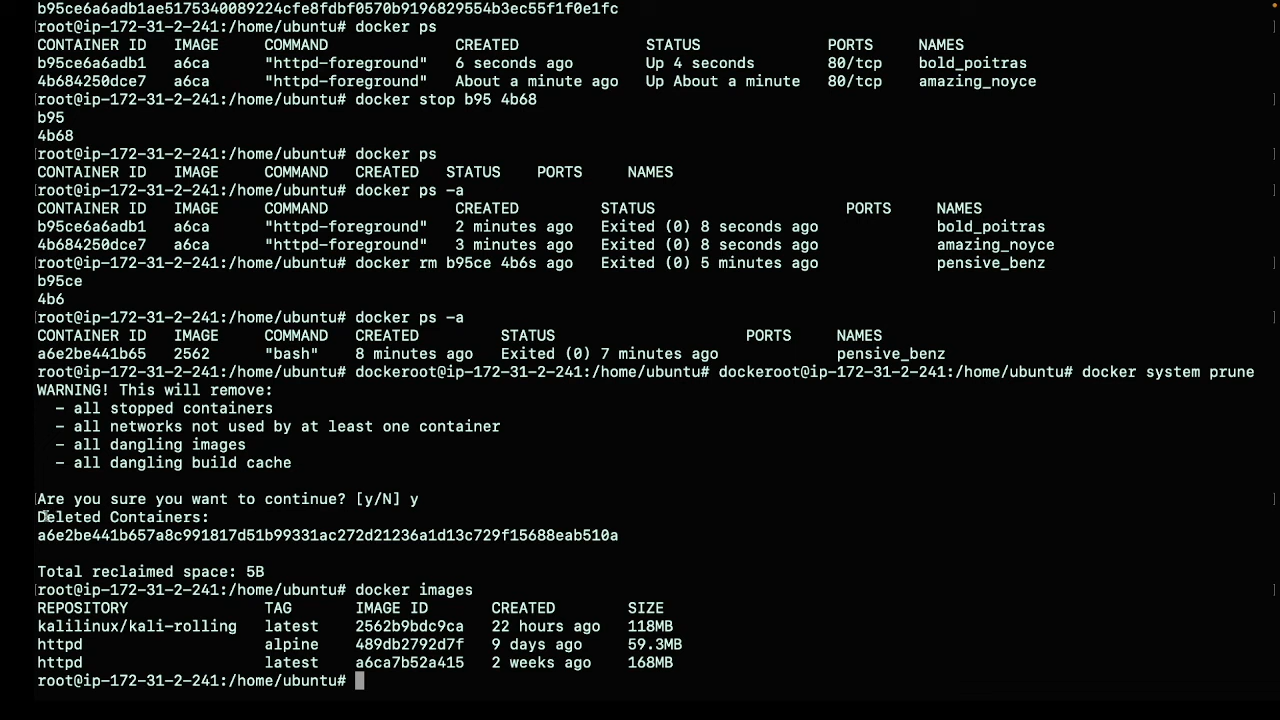 b95ce6a6adb1ae5175340089224cfe8fdbf0570b9196829554b3ec55f1f0e1fc
root@ip-172-31-2-241:/home/ubuntu# docker ps
CONTAINER ID   IMAGE     COMMAND              CREATED              STATUS              PORTS     NAMES
b95ce6a6adb1   a6ca      "httpd-foreground"   6 seconds ago        Up 4 seconds        80/tcp    bold_poitras
4b684250dce7   a6ca      "httpd-foreground"   About a minute ago   Up About a minute   80/tcp    amazing_noyce
root@ip-172-31-2-241:/home/ubuntu# docker stop b95 4b68
b95
4b68
root@ip-172-31-2-241:/home/ubuntu# docker ps
CONTAINER ID   IMAGE     COMMAND   CREATED   STATUS    PORTS     NAMES
root@ip-172-31-2-241:/home/ubuntu# docker ps -a
CONTAINER ID   IMAGE     COMMAND              CREATED         STATUS                     PORTS     NAMES
b95ce6a6adb1   a6ca      "httpd-foreground"   2 minutes ago   Exited (0) 8 seconds ago             bold_poitras
4b684250dce7   a6ca      "httpd-foreground"   3 minutes ago   Exited (0) 8 seconds ago             amazing_noyce
root@ip-172-31-2-241:/home/ubuntu# docker rm b95ce 4b6s ago   Exited (0) 5 minutes ago             pensive_benz
b95ce
4b6
root@ip-172-31-2-241:/home/ubuntu# docker ps -a
CONTAINER ID   IMAGE     COMMAND   CREATED         STATUS                     PORTS     NAMES
a6e2be441b65   2562      "bash"    8 minutes ago   Exited (0) 7 minutes ago             pensive_benz
root@ip-172-31-2-241:/home/ubuntu# dockeroot@ip-172-31-2-241:/home/ubuntu# dockeroot@ip-172-31-2-241:/home/ubuntu# docker system prune
WARNING! This will remove:
  - all stopped containers
  - all networks not used by at least one container
  - all dangling images
  - all dangling build cache
Are you sure you want to continue? [y/N] y
Deleted Containers:
a6e2be441b657a8c991817d51b99331ac272d21236a1d13c729f15688eab510a
Total reclaimed space: 5B
root@ip-172-31-2-241:/home/ubuntu# docker images
REPOSITORY               TAG       IMAGE ID       CREATED        SIZE
kalilinux/kali-rolling   latest    2562b9bdc9ca   22 hours ago   118MB
httpd                    alpine    489db2792d7f   9 days ago     59.3MB
httpd                    latest    a6ca7b52a415   2 weeks ago    168MB
root@ip-172-31-2-241:/home/ubuntu#